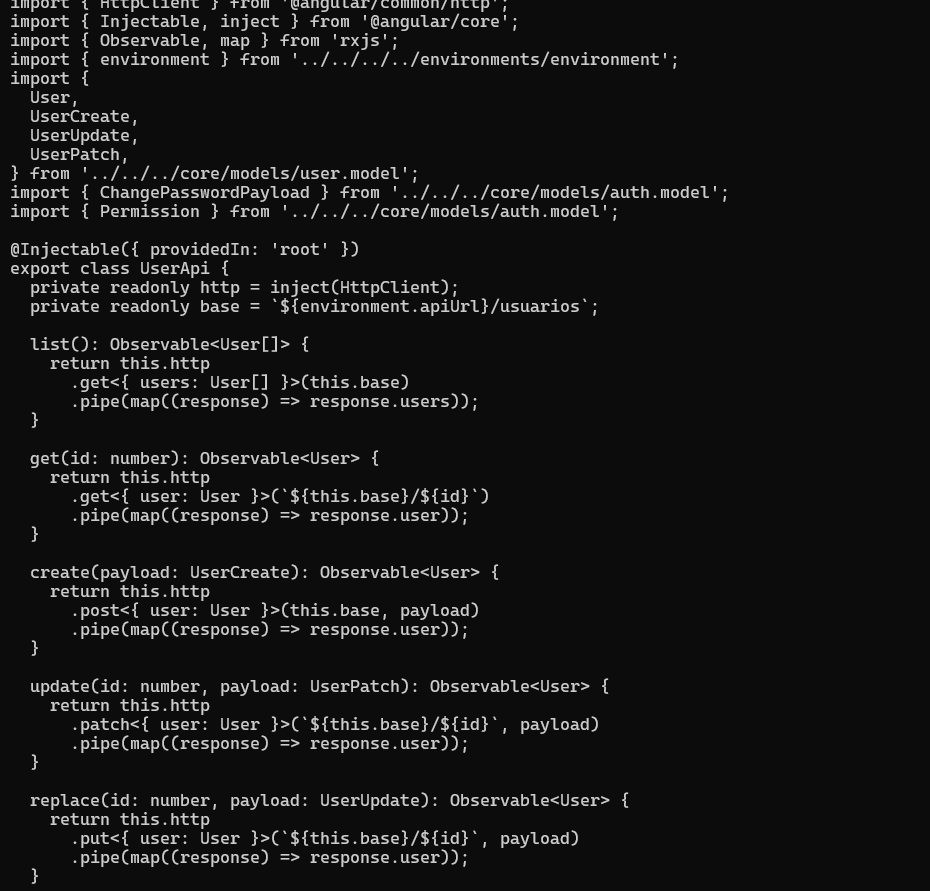 import { HttpClient } from '@angular/common/http';
import { Injectable, inject } from '@angular/core';
import { Observable, map } from 'rxjs';
import { environment } from '../../../../environments/environment';
import {
  User,
  UserCreate,
  UserUpdate,
  UserPatch,
} from '../../../core/models/user.model';
import { ChangePasswordPayload } from '../../../core/models/auth.model';
import { Permission } from '../../../core/models/auth.model';

@Injectable({ providedIn: 'root' })
export class UserApi {
  private readonly http = inject(HttpClient);
  private readonly base = `${environment.apiUrl}/usuarios`;

  list(): Observable<User[]> {
    return this.http
      .get<{ users: User[] }>(this.base)
      .pipe(map((response) => response.users));
  }

  get(id: number): Observable<User> {
    return this.http
      .get<{ user: User }>(`${this.base}/${id}`)
      .pipe(map((response) => response.user));
  }

  create(payload: UserCreate): Observable<User> {
    return this.http
      .post<{ user: User }>(this.base, payload)
      .pipe(map((response) => response.user));
  }

  update(id: number, payload: UserPatch): Observable<User> {
    return this.http
      .patch<{ user: User }>(`${this.base}/${id}`, payload)
      .pipe(map((response) => response.user));
  }

  replace(id: number, payload: UserUpdate): Observable<User> {
    return this.http
      .put<{ user: User }>(`${this.base}/${id}`, payload)
      .pipe(map((response) => response.user));
  }